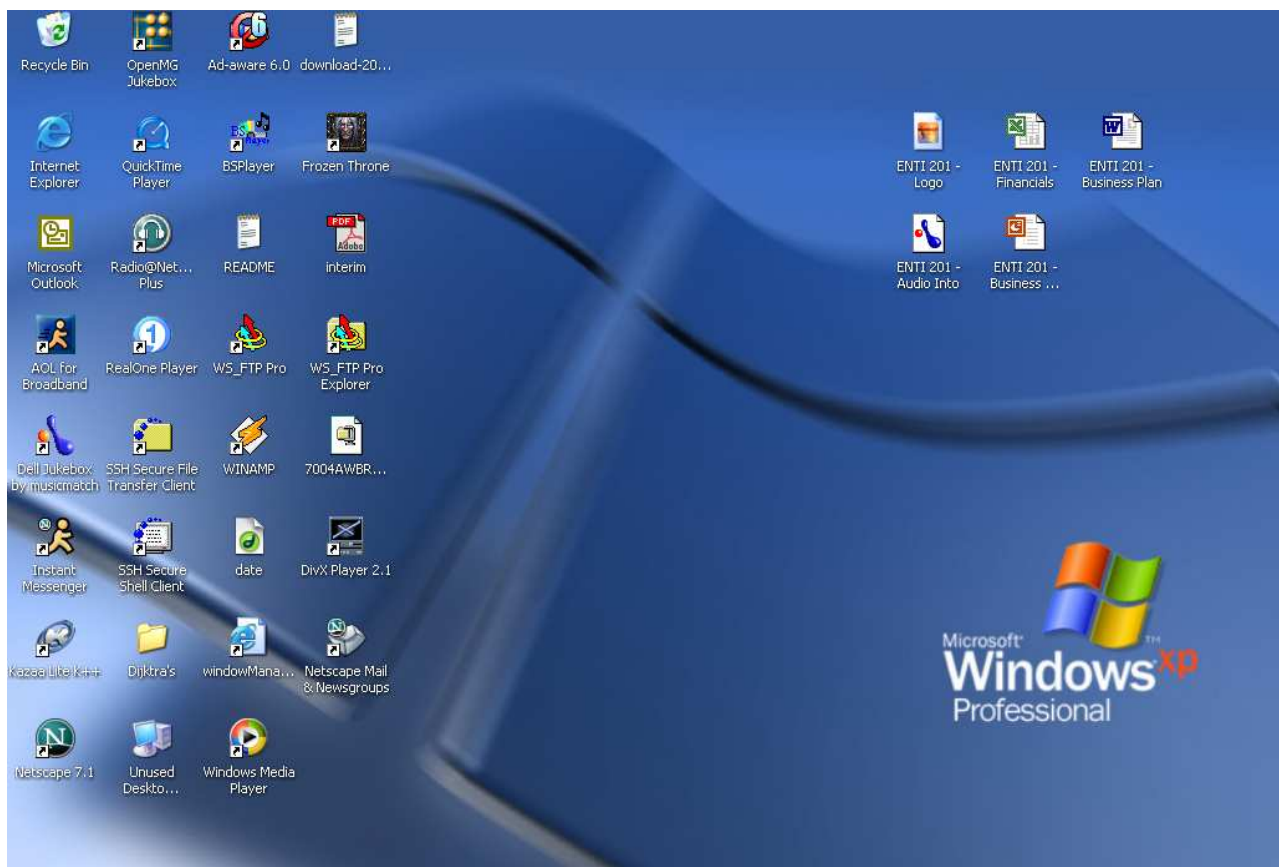 Recycle Bin
OpenMG
Jukebox
Ad-aware 6.0
download-20...
Internet
Explorer
QuickTime
Player
BSPlayer
Frozen Throne
ENTI 201 -
Logo
ENTI 201 -
Financials
ENTI 201 -
Business Plan
Microsoft
Outlook
Radio@Net...
Plus
README
interim
ENTI 201 -
Audio Into
ENTI 201 -
Business ...
AOL for
Broadband
RealOne Player
WS_FTP Pro
WS_FTP Pro
Explorer
Dell Jukebox
by musicmatch
SSH Secure File
Transfer Client
WINAMP
7004AWBR...
Instant
Messenger
SSH Secure
Shell Client
date
DivX Player 2.1
Kazaa Lite K++
Dijktra's
windowMana...
Netscape Mail
& Newsgroups
Netscape 7.1
Unused
Deskto...
Windows Media
Player
Microsoft
Windows xp
Professional